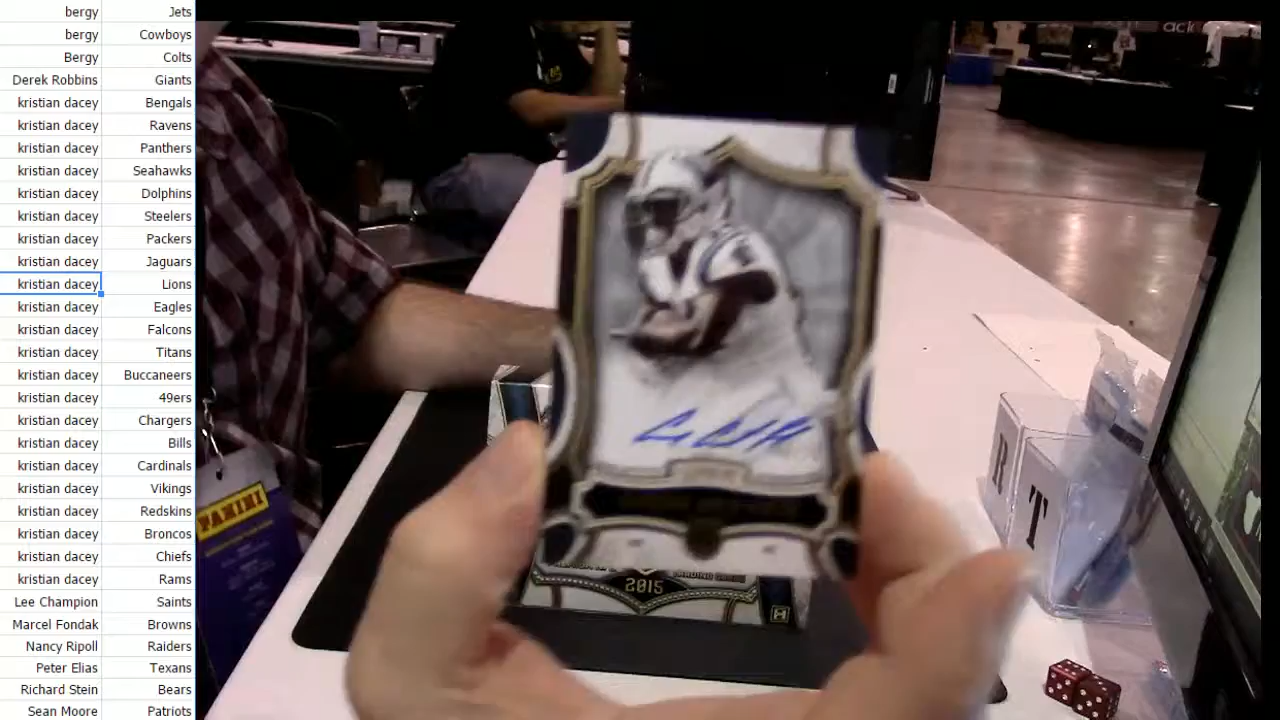 bergy Jets
bergy Cowboys
Bergy Colts
Derek Robbins Giants
kristian dacey Bengals
kristian dacey Ravens
kristian dacey Panthers
kristian dacey Seahawks
kristian dacey Dolphins
kristian dacey Steelers
kristian dacey Packers
kristian dacey Jaguars
kristian dacey Lions
kristian dacey Eagles
kristian dacey Falcons
kristian dacey Titans
kristian dacey Buccaneers
kristian dacey 49ers
kristian dacey Chargers
kristian dacey Bills
kristian dacey Cardinals
kristian dacey Vikings
kristian dacey Redskins
kristian dacey Broncos
kristian dacey Chiefs
kristian dacey Rams
Lee Champion Saints
Marcel Fondak Browns
Nancy Ripoll Raiders
Peter Elias Texans
Richard Stein Bears
Sean Moore Patriots
PANINI
2015
R T
ack